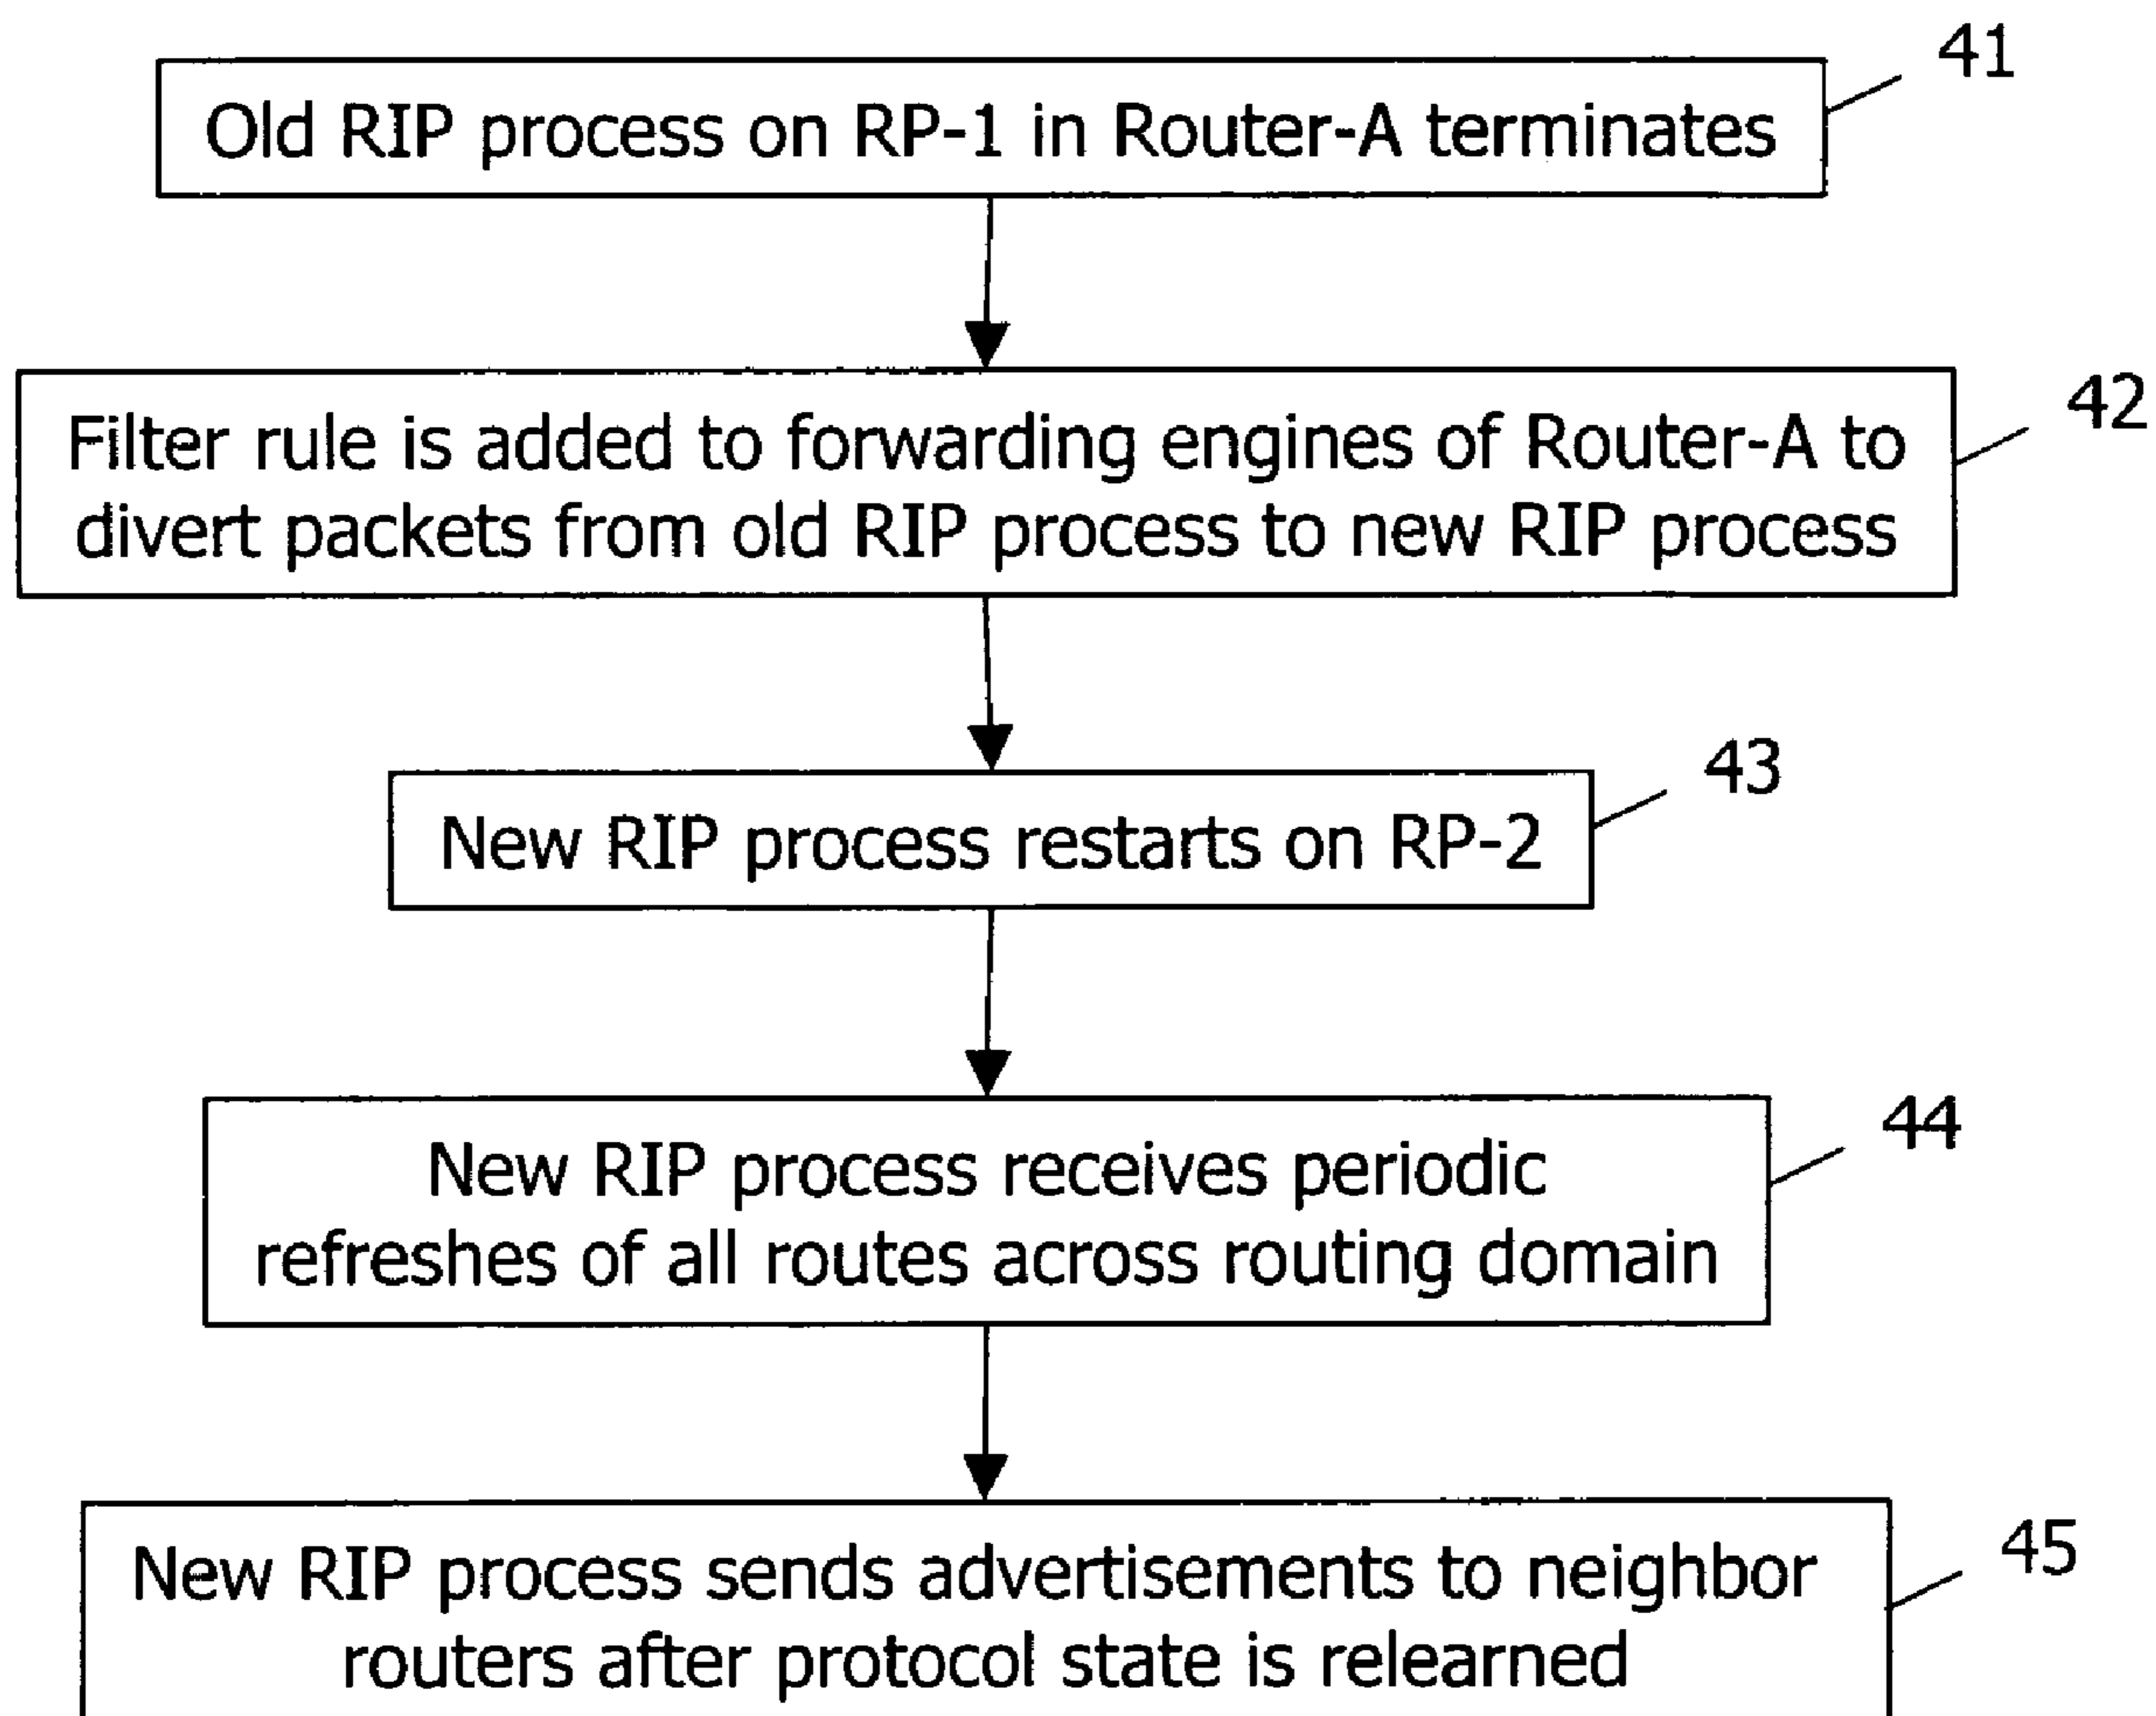 41
Old RIP process on RP-1 in Router-A terminates
42
Filter rule is added to forwarding engines of Router-A to
divert packets from old RIP process to new RIP process
43
New RIP process restarts on RP-2
44
New RIP process receives periodic
refreshes of all routes across routing domain
45
New RIP process sends advertisements to neighbor
routers after protocol state is relearned